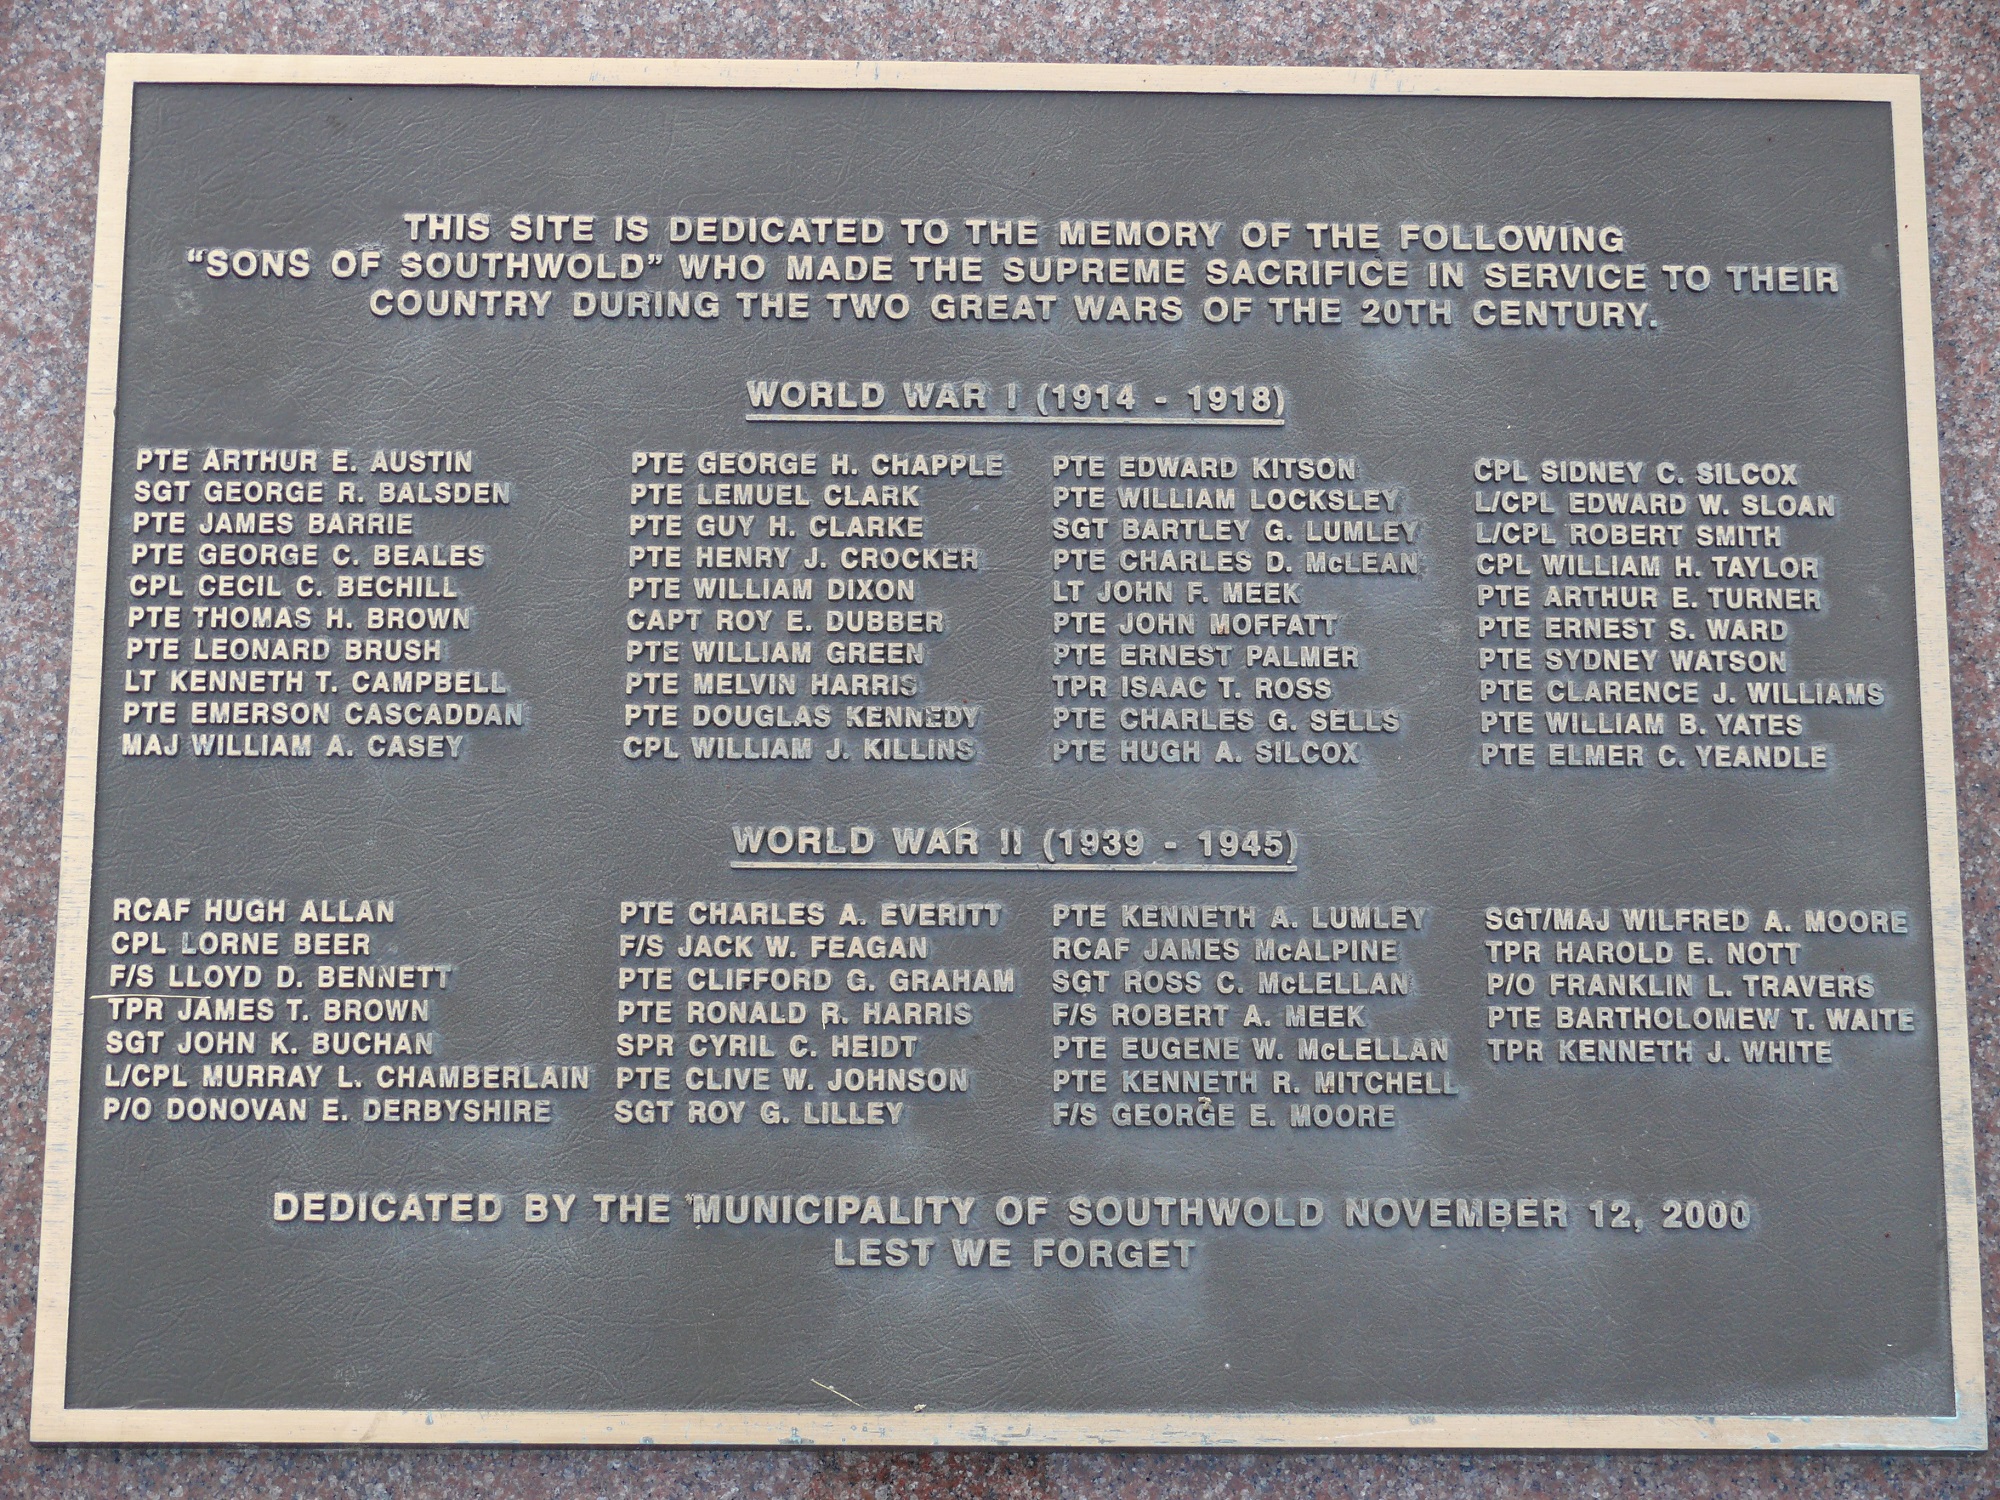 THIS SITE IS DEDICATED TO THE MEMORY OF THE FOLLOWING
"SONS OF SOUTHWOLD" WHO MADE THE SUPREME SACRIFICE IN SERVICE TO THEIR
COUNTRY DURING THE TWO GREAT WARS OF THE 20TH CENTURY.
WORLD WAR I (1914 - 1918)
PTE ARTHUR E. AUSTIN
SGT GEORGE R. BALSDEN
PTE JAMES BARRIE
PTE GEORGE C. BEALES
CPL CECIL C. BECHILL
PTE THOMAS H. BROWN
PTE LEONARD BRUSH
LT KENNETH T. CAMPBELL
PTE EMERSON CASCADDAN
MAJ WILLIAM A. CASEY
PTE GEORGE H. CHAPPLE
PTE LEMUEL CLARK
PTE GUY H. CLARKE
PTE HENRY J. CROCKER
PTE WILLIAM DIXON
CAPT ROY E. DUBBER
PTE WILLIAM GREEN
PTE MELVIN HARRIS
PTE DOUGLAS KENNEDY
CPL WILLIAM J. KILLINS
PTE EDWARD KITSON
PTE WILLIAM LOCKSLEY
SGT BARTLEY G. LUMLEY
PTE CHARLES D. McLEAN
LT JOHN F. MEEK
PTE JOHN MOFFATT
PTE ERNEST PALMER
TPR ISAAC T. ROSS
PTE CHARLES G. SELLS
PTE HUGH A. SILCOX
CPL SIDNEY C. SILCOX
L/CPL EDWARD W. SLOAN
L/CPL ROBERT SMITH
CPL WILLIAM H. TAYLOR
PTE ARTHUR E. TURNER
PTE ERNEST S. WARD
PTE SYDNEY WATSON
PTE CLARENCE J. WILLIAMS
PTE WILLIAM B. YATES
PTE ELMER C. YEANDLE
WORLD WAR II (1939 - 1945)
RCAF HUGH ALLAN
CPL LORNE BEER
F/S LLOYD D. BENNETT
TPR JAMES T. BROWN
SGT JOHN K. BUCHAN
L/CPL MURRAY L. CHAMBERLAIN
P/O DONOVAN E. DERBYSHIRE
PTE CHARLES A. EVERITT
F/S JACK W. FEAGAN
PTE CLIFFORD G. GRAHAM
PTE RONALD R. HARRIS
SPR CYRIL C. HEIDT
PTE CLIVE W. JOHNSON
SGT ROY G. LILLEY
PTE KENNETH A. LUMLEY
RCAF JAMES McALPINE
SGT ROSS C. McLELLAN
F/S ROBERT A. MEEK
PTE EUGENE W. McLELLAN
PTE KENNETH R. MITCHELL
F/S GEORGE E. MOORE
SGT/MAJ WILFRED A. MOORE
TPR HAROLD E. NOTT
P/O FRANKLIN L. TRAVERS
PTE BARTHOLOMEW T. WAITE
TPR KENNETH J. WHITE
DEDICATED BY THE MUNICIPALITY OF SOUTHWOLD NOVEMBER 12, 2000
LEST WE FORGET